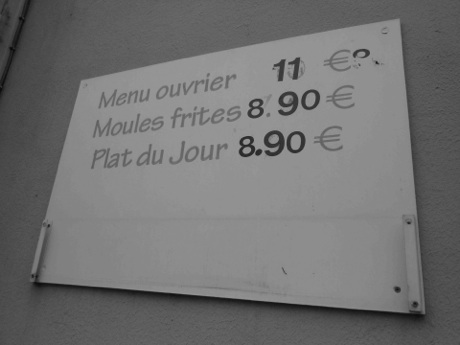 Menu ouvrier 11 €
Moules frites 8.90 €
Plat du Jour 8.90 €